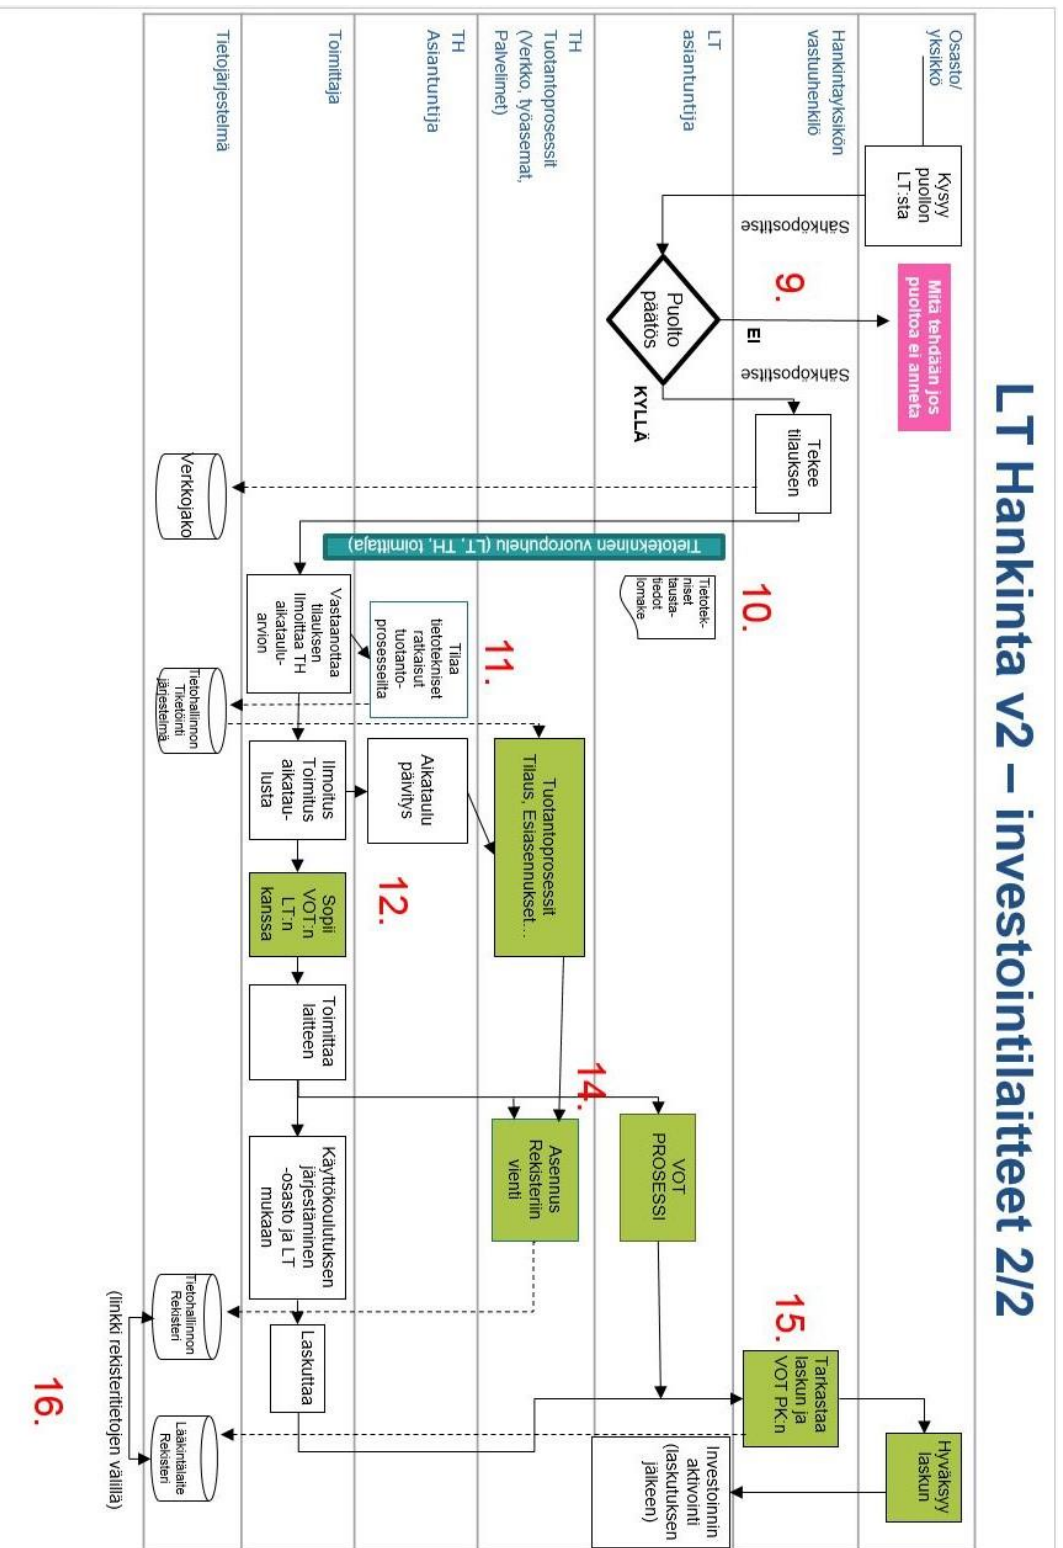 LT Hankinta v2 – investointilaitteet 2/2
Osasto/
yksikkö
Kysyy
puollon
LT:sta
Mitä tehdään jos
puoltoa ei anneta
Hyväksyy
laskun
Hankintayksikön
vastuuhenkilö
Sähköpostitse
9.
EI
Sähköpostitse
Tekee
tilauksen
10.
15.
Tarkastaa
laskun ja
VOT PK:n
LT
asiantuntija
Puolto
päätös
KYLLÄ
Tietotekninen vuoropuhelu (LT, TH, toimittaja)
Tietotek-
niset
tausta-
tiedot
lomake
VOT
PROSESSI
Investoinnin
aktivointi
(laskutuksen
jälkeen)
TH
Tuotantoprosessit
(Verkko, työasemat,
Palvelimet)
11.
Tuotantoprosessit
Tilaus, Esiasennukset…
14.
Asennus
Rekisteriin
vienti
TH
Asiantuntija
Tilaa
tietotekniset
ratkaisut
tuotanto-
prosesseilta
Aikataulu
päivitys
12.
Toimittaja
Vastaanottaa
tilauksen
Ilmoittaa TH
aikataulu-
arvion
Ilmoitus
Toimitus
aikatau-
lusta
Sopii
VOT:n
LT:n
kanssa
Toimittaa
laitteen
Käyttökoulutuksen
järjestäminen
-osasto ja LT
mukaan
Laskuttaa
Tietojärjestelmä
Verkkojako
Tietohallinnon
Tiketöinti
järjestelmä
Tietohallinnon
Rekisteri
Lääkintälaite
Rekisteri
(linkki rekisteritietojen välillä)
16.